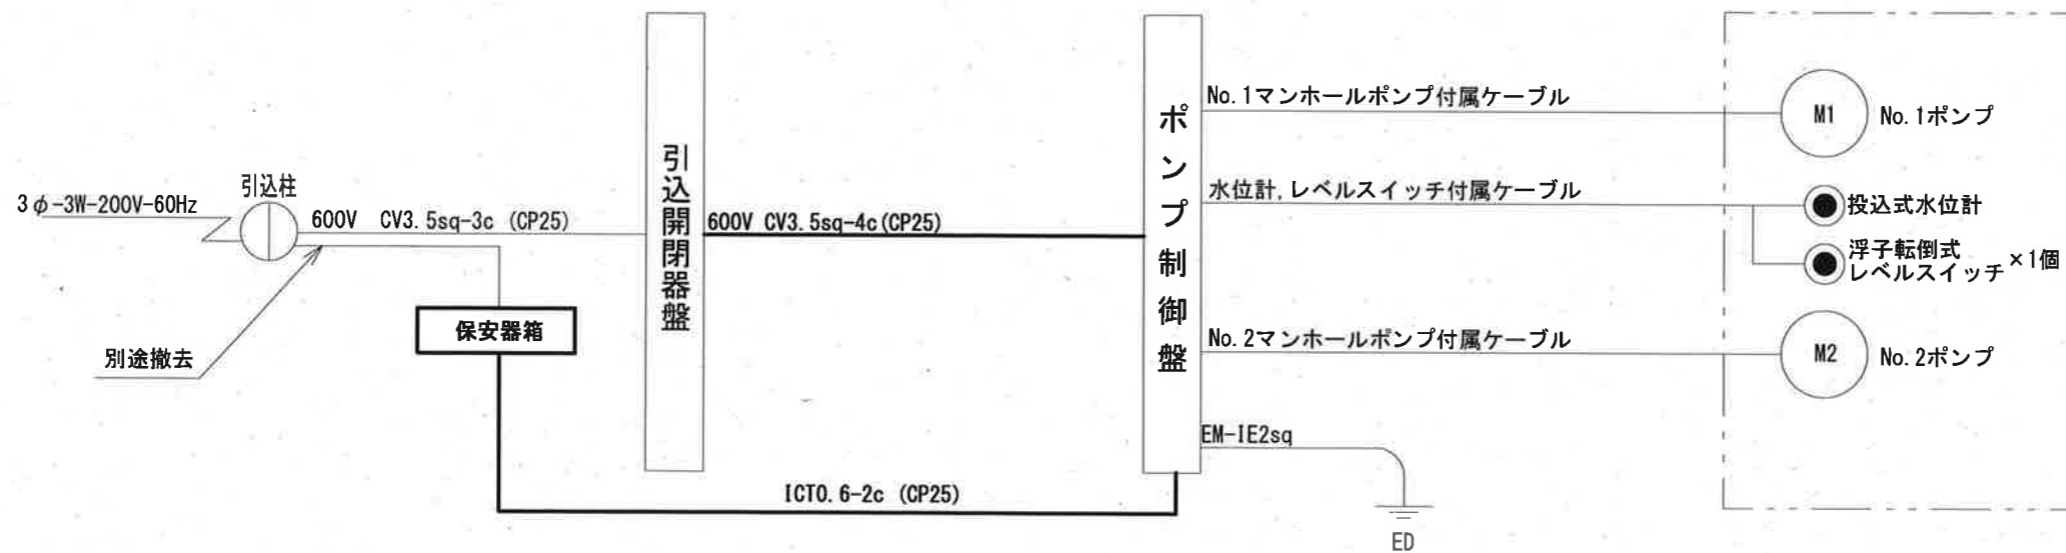 3φ-3W-200V-60Hz
引込柱
600V CV3.5sq-3c (CP25)
別途撤去
保安器箱
引込開閉器盤
600V CV3.5sq-4c(CP25)
ICT0.6-2c (CP25)
ポンプ制御盤
No.1マンホールポンプ付属ケーブル
水位計,レベルスイッチ付属ケーブル
No.2マンホールポンプ付属ケーブル
EM-IE2sq
ED
M1
No.1ポンプ
投込式水位計
浮子転倒式
レベルスイッチ ×1個
M2
No.2ポンプ